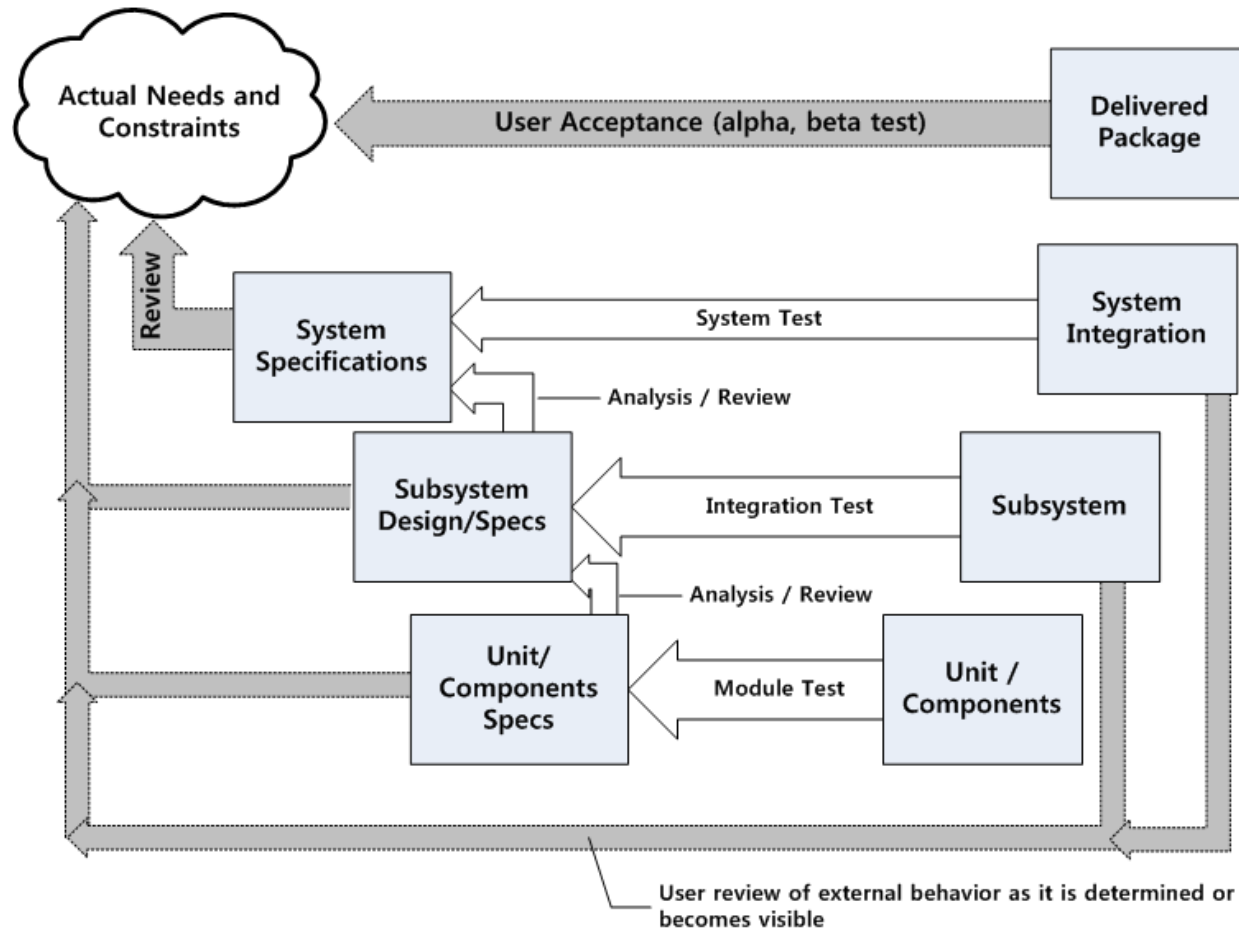 Actual Needs and
Constraints
User Acceptance (alpha, beta test)
Delivered
Package
Review
System
Specifications
System Test
System
Integration
Analysis / Review
Subsystem
Design/Specs
Integration Test
Subsystem
Analysis / Review
Unit/
Components
Specs
Module Test
Unit /
Components
User review of external behavior as it is determined or
becomes visible